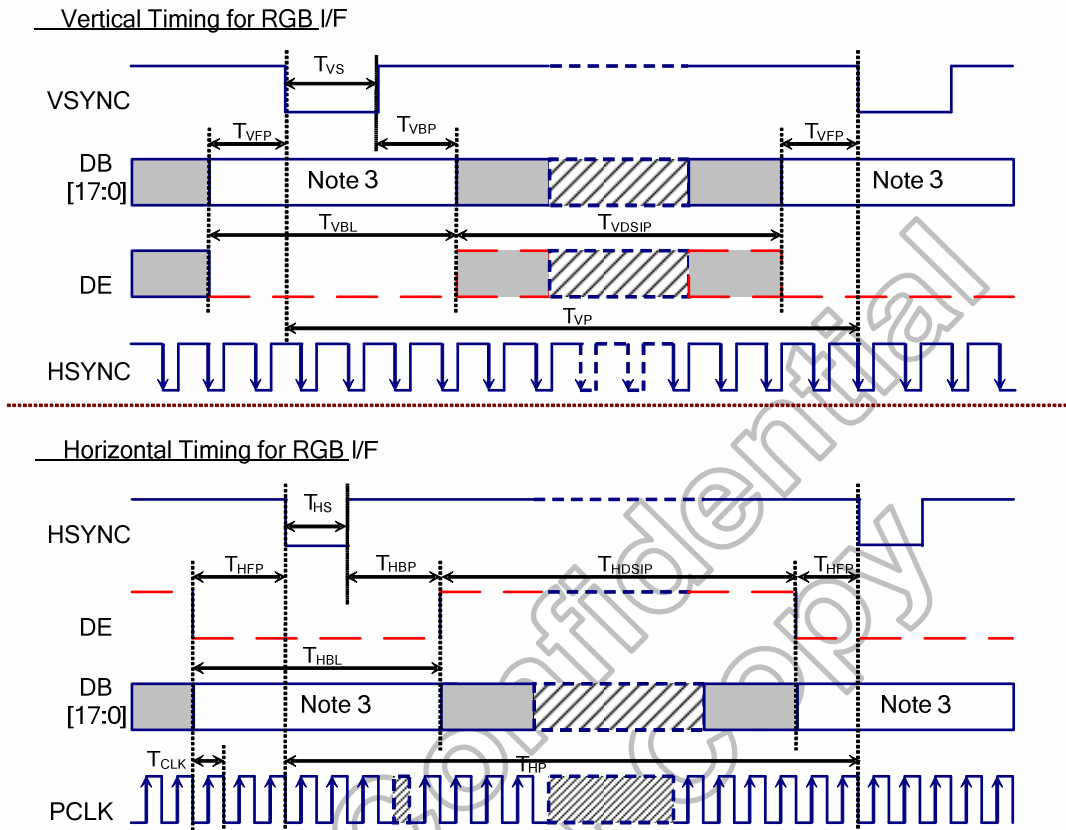 Vertical Timing for RGB I/F
TVS
VSYNC
TVFP
TVBP
TVFP
DB
[17:0]
Note 3
Note 3
TVBL
TVDSIP
DE
TVP
HSYNC
Horizontal Timing for RGB I/F
THS
HSYNC
THFP
THBP
THDSIP
THFP
DE
THBL
DB
[17:0]
Note 3
Note 3
TCLK
THP
PCLK
Confidential
Copy